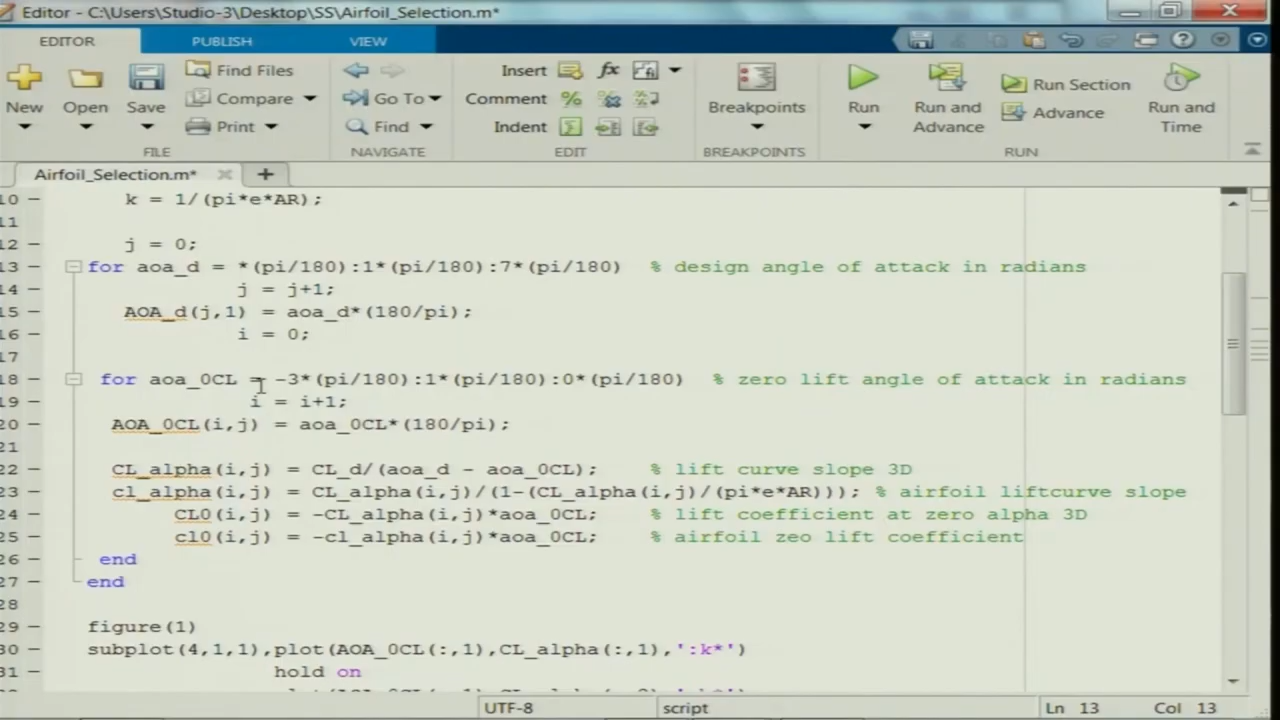 Editor - C:\Users\Studio-3\Desktop\SS\Airfoil_Selection.m*
EDITOR PUBLISH VIEW
New Open Save Find Files Compare Print
Go To Find
Insert fx
Comment
Indent
Breakpoints
Run Run and Advance Run Section Advance Run and Time
FILE NAVIGATE EDIT BREAKPOINTS RUN
Airfoil_Selection.m*
10 – k = 1/(pi*e*AR);
11
12 – j = 0;
13 – for aoa_d = *(pi/180):1*(pi/180):7*(pi/180) % design angle of attack in radians
14 – j = j+1;
15 – AOA_d(j,1) = aoa_d*(180/pi);
16 – i = 0;
17
18 – for aoa_0CL = -3*(pi/180):1*(pi/180):0*(pi/180) % zero lift angle of attack in radians
19 – i = i+1;
20 – AOA_0CL(i,j) = aoa_0CL*(180/pi);
21
22 – CL_alpha(i,j) = CL_d/(aoa_d - aoa_0CL); % lift curve slope 3D
23 – cl_alpha(i,j) = CL_alpha(i,j)/(1-(CL_alpha(i,j)/(pi*e*AR))); % airfoil liftcurve slope
24 – CL0(i,j) = -CL_alpha(i,j)*aoa_0CL; % lift coefficient at zero alpha 3D
25 – cl0(i,j) = -cl_alpha(i,j)*aoa_0CL; % airfoil zeo lift coefficient
26 – end
27 – end
28
29 – figure(1)
30 – subplot(4,1,1),plot(AOA_0CL(:,1),CL_alpha(:,1),':k*')
31 – hold on
UTF-8 script Ln 13 Col 13